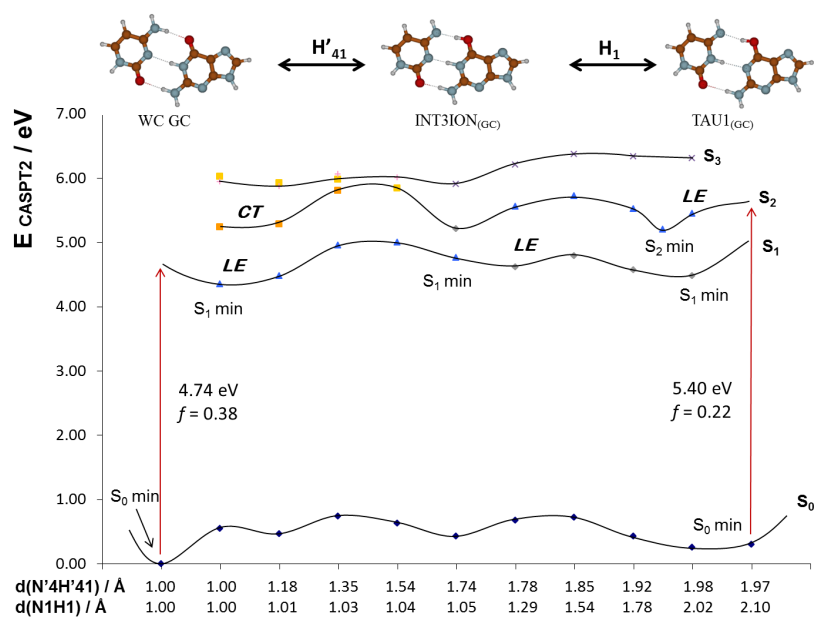 H'41 H1
WC GC INT3ION(GC) TAU1(GC)
E CASPT2 / eV
7.00
6.00
5.00
4.00
3.00
2.00
1.00
0.00
S3
CT LE S2
LE LE S2 min S1
S1 min S1 min S1 min
4.74 eV
f = 0.38
5.40 eV
f = 0.22
S0 min S0 min S0
d(N'4H'41) / Å 1.00 1.00 1.18 1.35 1.54 1.74 1.78 1.85 1.92 1.98 1.97
d(N1H1) / Å 1.00 1.00 1.01 1.03 1.04 1.05 1.29 1.54 1.78 2.02 2.10